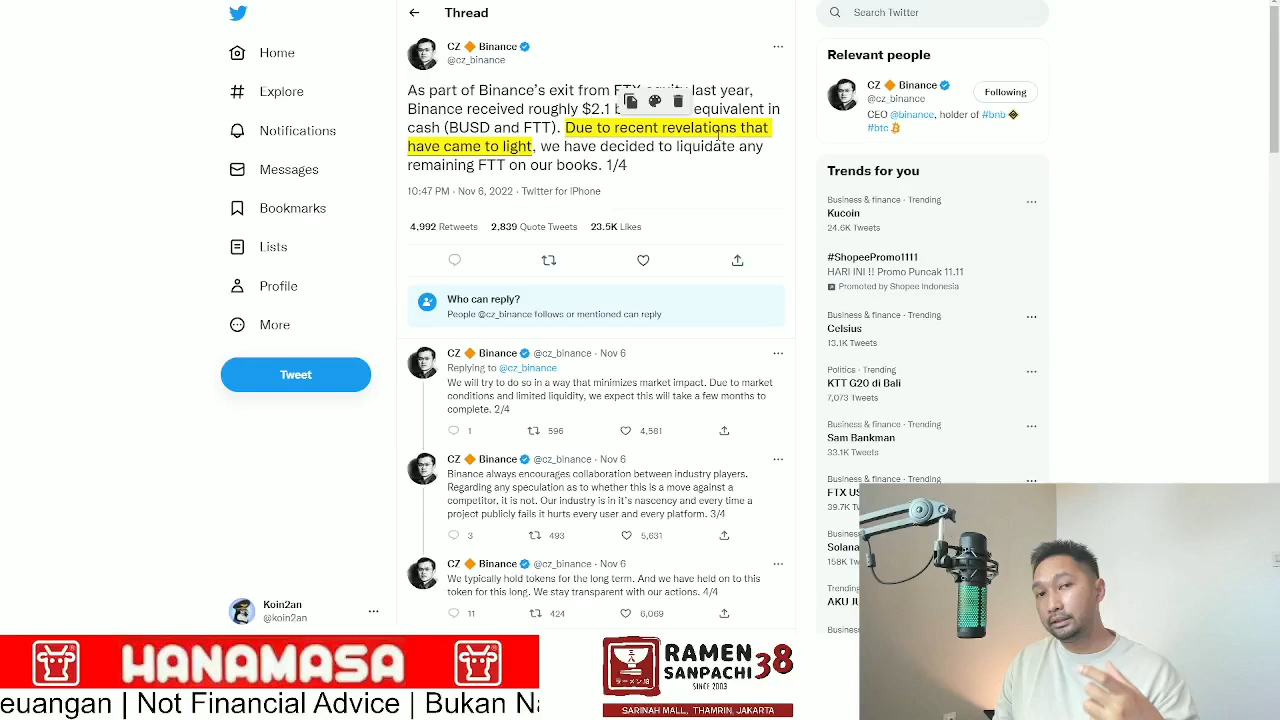 Home
Explore
Notifications
Messages
Bookmarks
Lists
Profile
More
Tweet
Koin2an
@koin2an
Thread
CZ 🔶 Binance
@cz_binance
As part of Binance's exit from FTX equity last year,
Binance received roughly $2.1 equivalent in
cash (BUSD and FTT). Due to recent revelations that
have came to light, we have decided to liquidate any
remaining FTT on our books. 1/4
10:47 PM · Nov 6, 2022 · Twitter for iPhone
4,992 Retweets 2,839 Quote Tweets 23.5K Likes
Who can reply?
People @cz_binance follows or mentioned can reply
CZ 🔶 Binance @cz_binance · Nov 6
Replying to @cz_binance
We will try to do so in a way that minimizes market impact. Due to market
conditions and limited liquidity, we expect this will take a few months to
complete. 2/4
1 596 4,581
CZ 🔶 Binance @cz_binance · Nov 6
Binance always encourages collaboration between industry players.
Regarding any speculation as to whether this is a move against a
competitor, it is not. Our industry is in it's nascency and every time a
project publicly fails it hurts every user and every platform. 3/4
3 493 5,631
CZ 🔶 Binance @cz_binance · Nov 6
We typically hold tokens for the long term. And we have held on to this
token for this long. We stay transparent with our actions. 4/4
11 424 6,069
Search Twitter
Relevant people
CZ 🔶 Binance
@cz_binance
Following
CEO @binance, holder of #bnb
#btc
Trends for you
Business & finance · Trending
Kucoin
24.6K Tweets
#ShopeePromo1111
HARI INI !! Promo Puncak 11.11
Promoted by Shopee Indonesia
Business & finance · Trending
Celsius
13.1K Tweets
Politics · Trending
KTT G20 di Bali
7,073 Tweets
Business & finance · Trending
Sam Bankman
33.1K Tweets
Business & finance · Trending
FTX US
39.7K Tw
Busines
Solana
158K T
Trending
AKU JU
Busines
HANAMASA
RAMEN
SANPACHI 38
SINCE 2003
SARINAH MALL, THAMRIN, JAKARTA
euangan | Not Financial Advice | Bukan Na